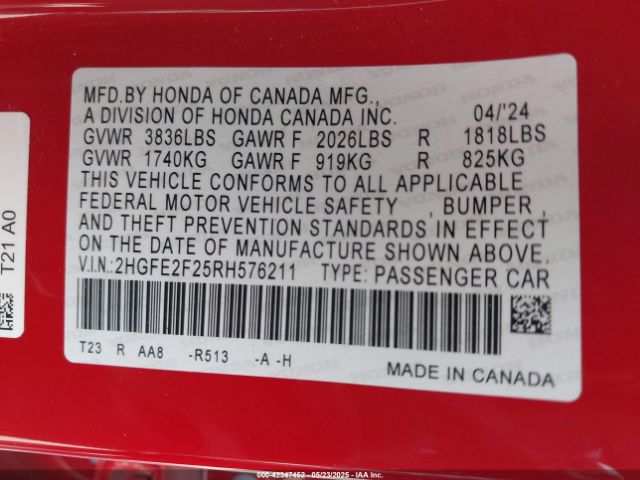 MFD.BY HONDA OF CANADA MFG.,
A DIVISION OF HONDA CANADA INC. 04/'24
GVWR 3836LBS GAWR F 2026LBS R 1818LBS
GVWR 1740KG GAWR F 919KG R 825KG
THIS VEHICLE CONFORMS TO ALL APPLICABLE
FEDERAL MOTOR VEHICLE SAFETY , BUMPER ,
AND THEFT PREVENTION STANDARDS IN EFFECT
ON THE DATE OF MANUFACTURE SHOWN ABOVE.
V.I.N.:2HGFE2F25RH576211 TYPE: PASSENGER CAR
T23 R AA8 -R513 -A -H
MADE IN CANADA
T21 A0
000-42347452 - 05/23/2025 - IAA Inc.